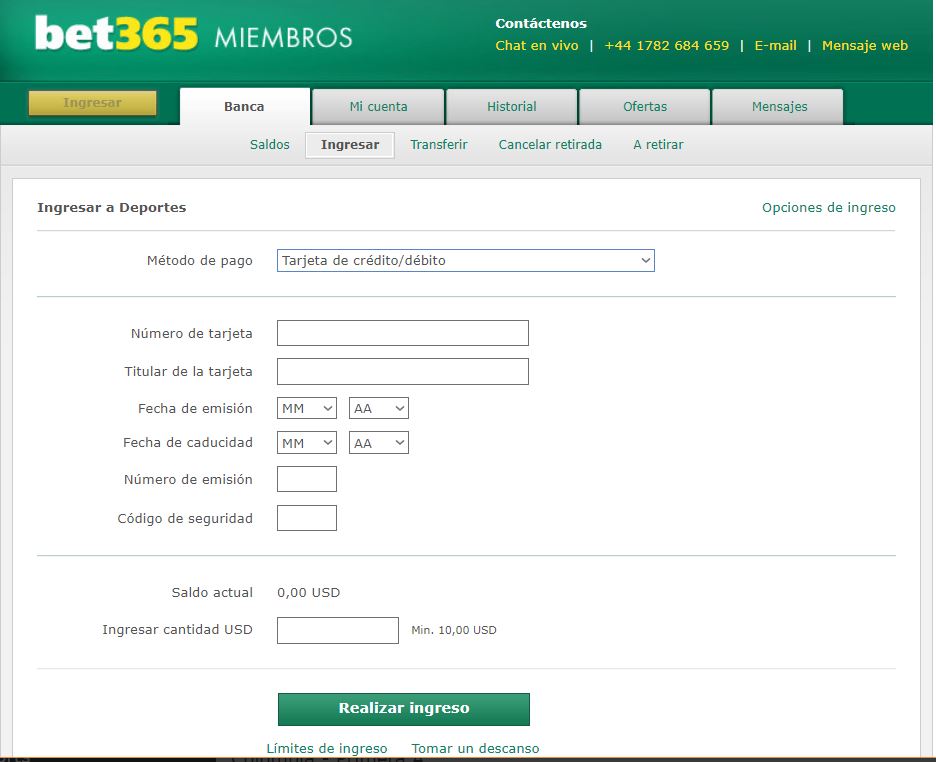 bet365 MIEMBROS
Contáctenos
Chat en vivo | +44 1782 684 659 | E-mail | Mensaje web
Ingresar
Banca
Mi cuenta
Historial
Ofertas
Mensajes
Saldos
Ingresar
Transferir
Cancelar retirada
A retirar
Ingresar a Deportes
Opciones de ingreso
Método de pago
Tarjeta de crédito/débito
Número de tarjeta
Titular de la tarjeta
Fecha de emisión
MM
AA
Fecha de caducidad
MM
AA
Número de emisión
Código de seguridad
Saldo actual
0,00 USD
Ingresar cantidad USD
Min. 10,00 USD
Realizar ingreso
Límites de ingreso
Tomar un descanso